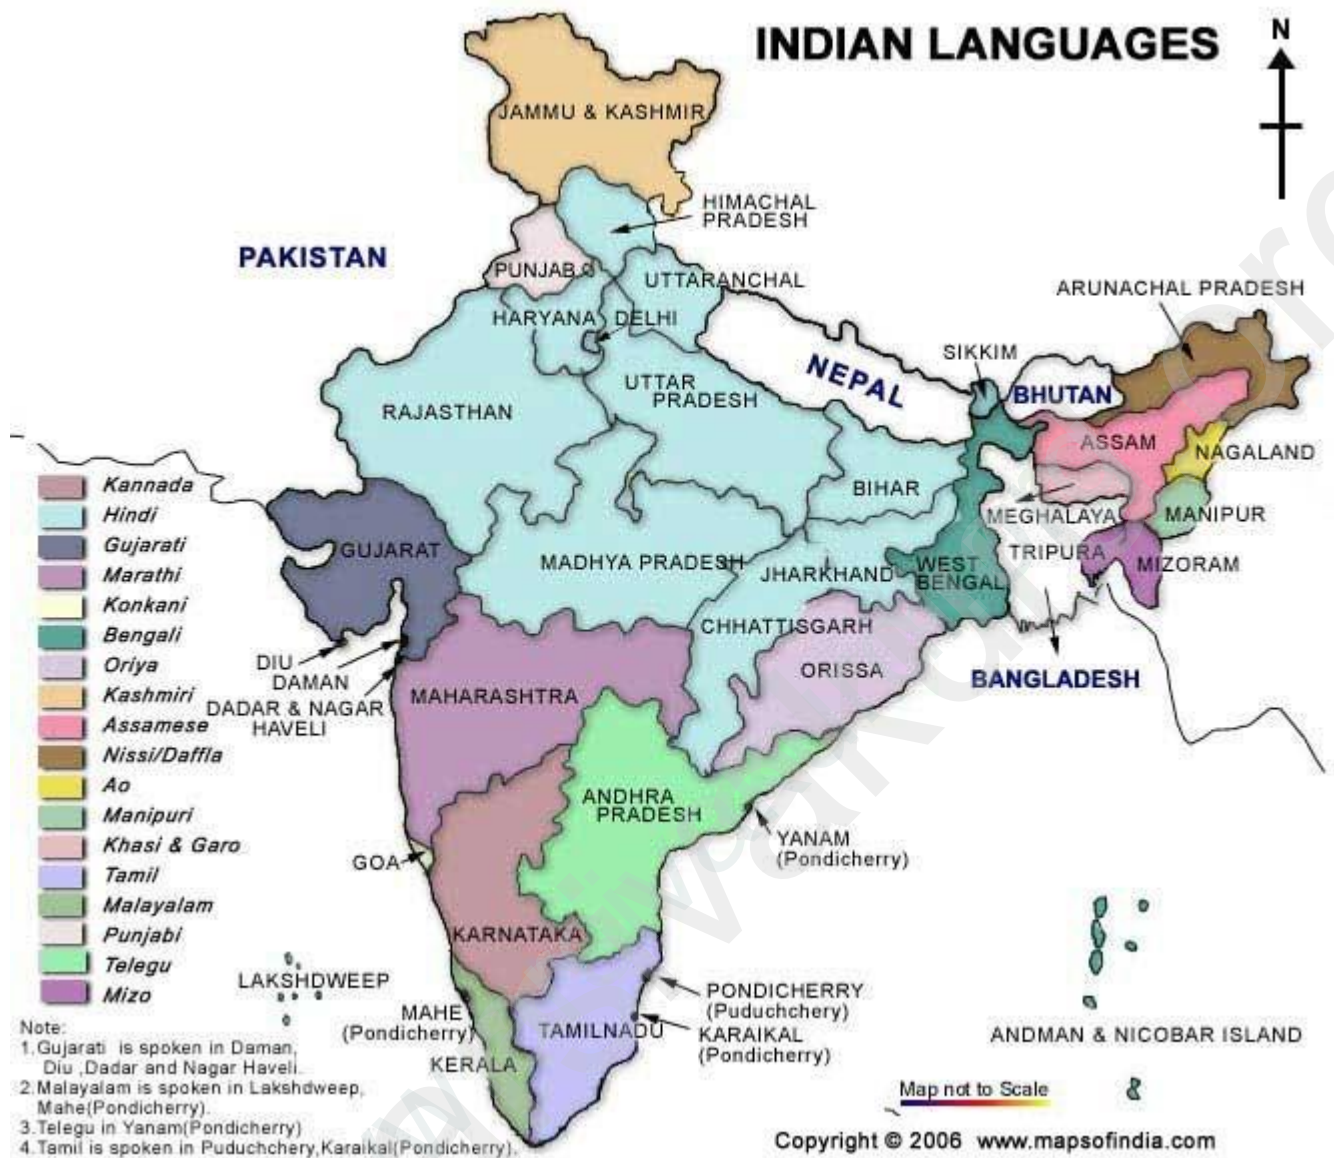 INDIAN LANGUAGES
N
JAMMU & KASHMIR
HIMACHAL
PRADESH
PAKISTAN
PUNJAB
UTTARANCHAL
ARUNACHAL PRADESH
HARYANA
DELHI
SIKKIM
NEPAL
BHUTAN
UTTAR
PRADESH
RAJASTHAN
ASSAM
NAGALAND
BIHAR
MEGHALAYA
MANIPUR
GUJARAT
MADHYA PRADESH
JHARKHAND
WEST
BENGAL
TRIPURA
MIZORAM
CHHATTISGARH
DIU
DAMAN
DADAR & NAGAR
HAVELI
MAHARASHTRA
ORISSA
BANGLADESH
ANDHRA
PRADESH
YANAM
(Pondicherry)
GOA
KARNATAKA
LAKSHDWEEP
MAHE
(Pondicherry)
PONDICHERRY
(Puduchchery)
KARAIKAL
(Pondicherry)
TAMILNADU
KERALA
ANDMAN & NICOBAR ISLAND
Kannada
Hindi
Gujarati
Marathi
Konkani
Bengali
Oriya
Kashmiri
Assamese
Nissi/Daffla
Ao
Manipuri
Khasi & Garo
Tamil
Malayalam
Punjabi
Telegu
Mizo
Note:
1.Gujarati is spoken in Daman,
Diu ,Dadar and Nagar Haveli.
2.Malayalam is spoken in Lakshdweep,
Mahe(Pondicherry).
3.Telegu in Yanam(Pondicherry)
4.Tamil is spoken in Puduchchery,Karaikal(Pondicherry).
Map not to Scale
Copyright © 2006 www.mapsofindia.com